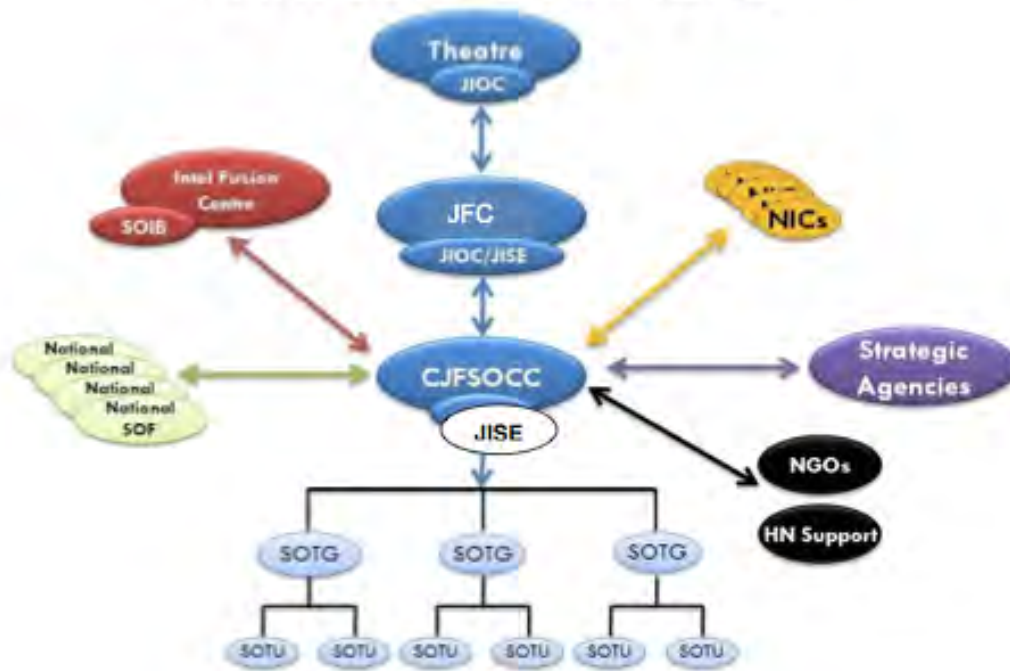 Theatre
JIOC
Intel Fusion
Centre
SOIB
JFC
JIOC/JISE
NICs
National
National
National
National
SOF
CJFSOCC
JISE
Strategic
Agencies
NGOs
HN Support
SOTG
SOTG
SOTG
SOTU
SOTU
SOTU
SOTU
SOTU
SOTU